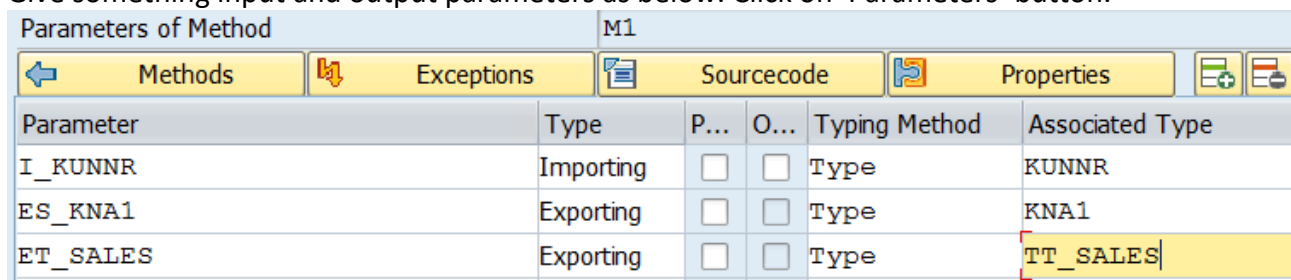 Give something input and output parameters as below. Click on 'Parameters' button.
Parameters of Method M1
Methods Exceptions Sourcecode Properties
Parameter Type P... O... Typing Method Associated Type
I_KUNNR Importing Type KUNNR
ES_KNA1 Exporting Type KNA1
ET_SALES Exporting Type TT_SALES